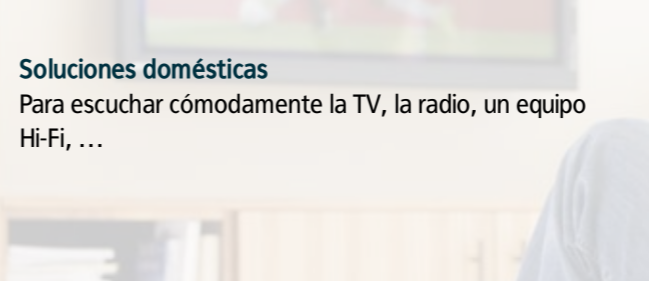 Soluciones domésticas
Para escuchar cómodamente la TV, la radio, un equipo
Hi-Fi, …